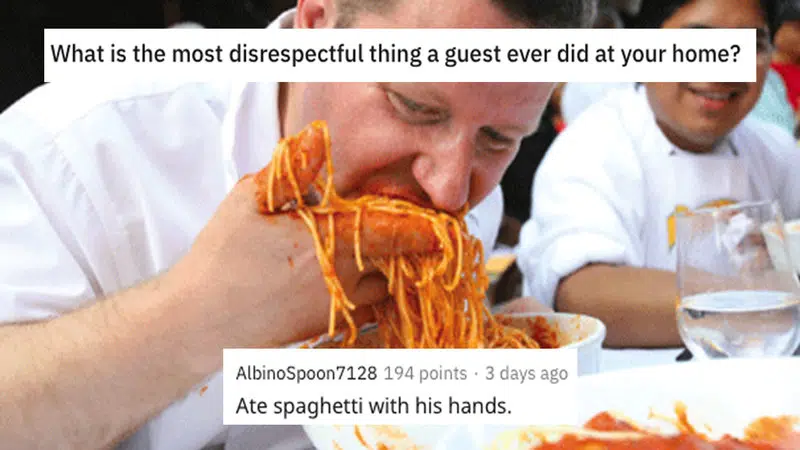 What is the most disrespectful thing a guest ever did at your home?
AlbinoSpoon7128 194 points · 3 days ago
Ate spaghetti with his hands.